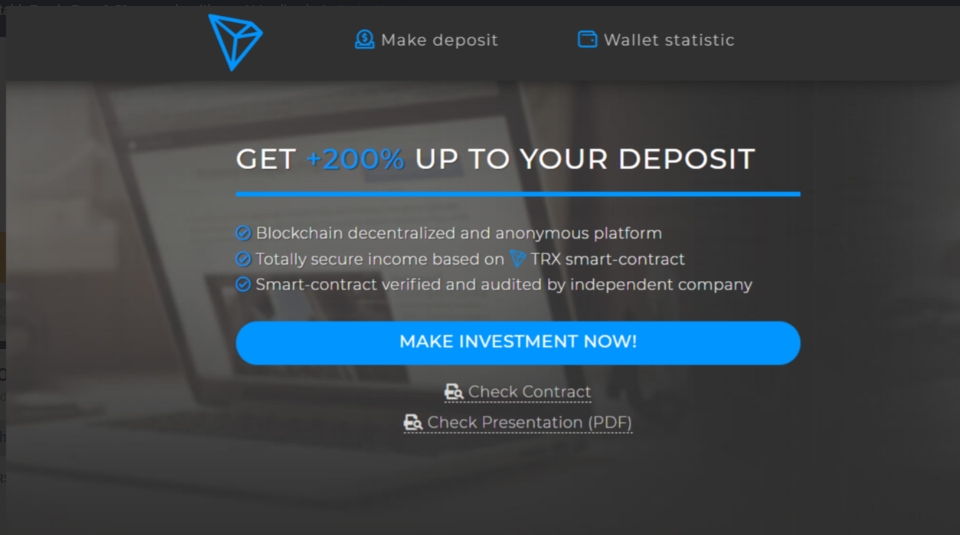 Make deposit
Wallet statistic
GET +200% UP TO YOUR DEPOSIT
Blockchain decentralized and anonymous platform
Totally secure income based on TRX smart-contract
Smart-contract verified and audited by independent company
MAKE INVESTMENT NOW!
Check Contract
Check Presentation (PDF)